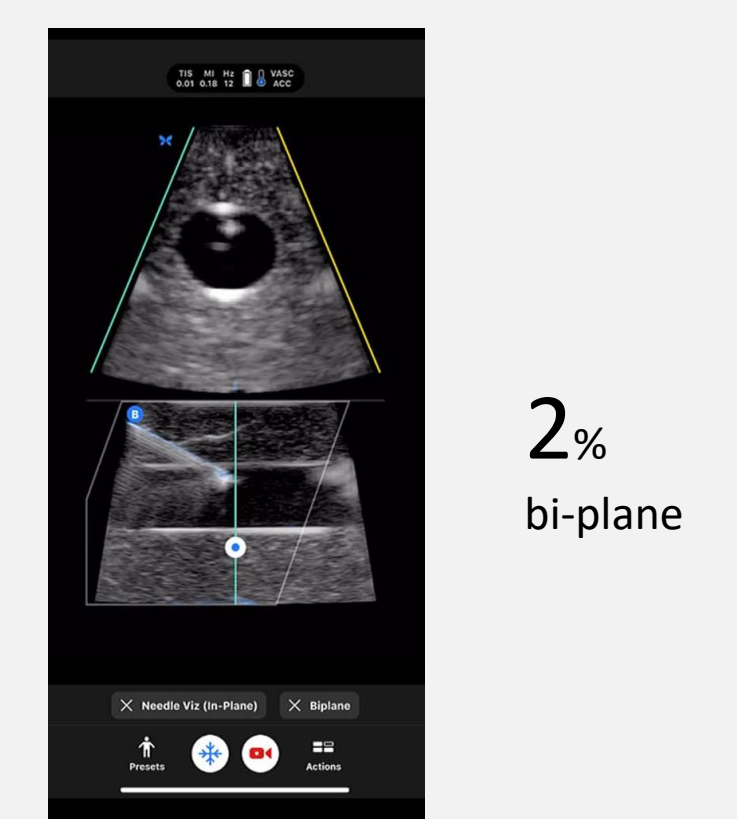 TIS MI Hz VASC
0.01 0.18 12 ACC
B
2%
bi-plane
Needle Viz (In-Plane) Biplane
Presets Actions